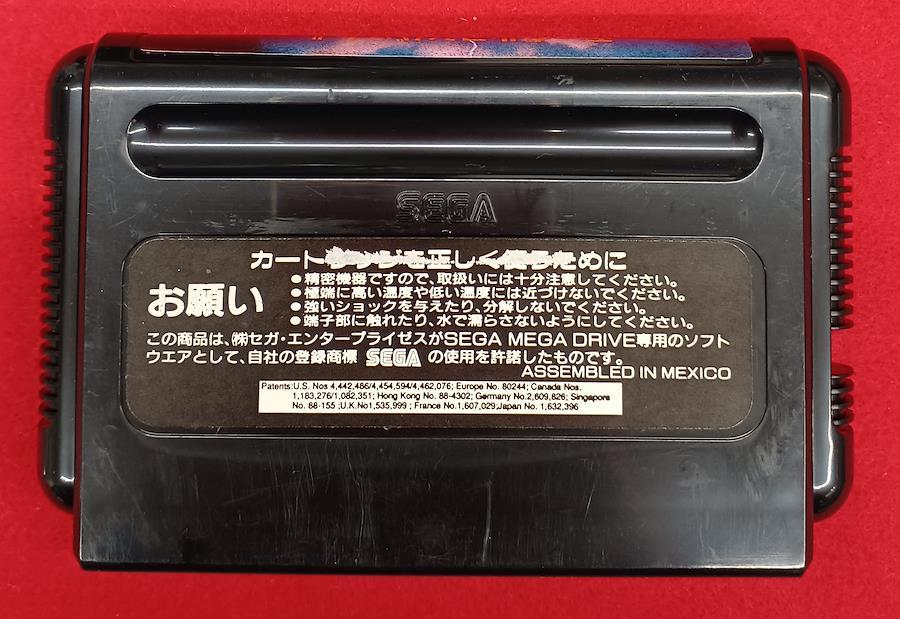 SEGA
カートリッジを正しく使うために
お願い
●精密機器ですので、取扱いには十分注意してください。
●極端に高い温度や低い温度には近づけないでください。
●強いショックを与えたり、分解しないでください。
●端子部に触れたり、水で濡らさないようにしてください。
この商品は、㈱セガ・エンタープライゼスがSEGA MEGA DRIVE専用のソフト
ウエアとして、自社の登録商標 SEGA の使用を許諾したものです。
ASSEMBLED IN MEXICO
Patents:U.S. Nos 4,442,486/4,454,594/4,462,076; Europe No. 80244; Canada Nos.
1,183,276/1,082,351; Hong Kong No. 88-4302; Germany No.2,609,826; Singapore
No. 88-155 ;U.K.No1,535,999 ; France No.1,607,029;Japan No. 1,632,396